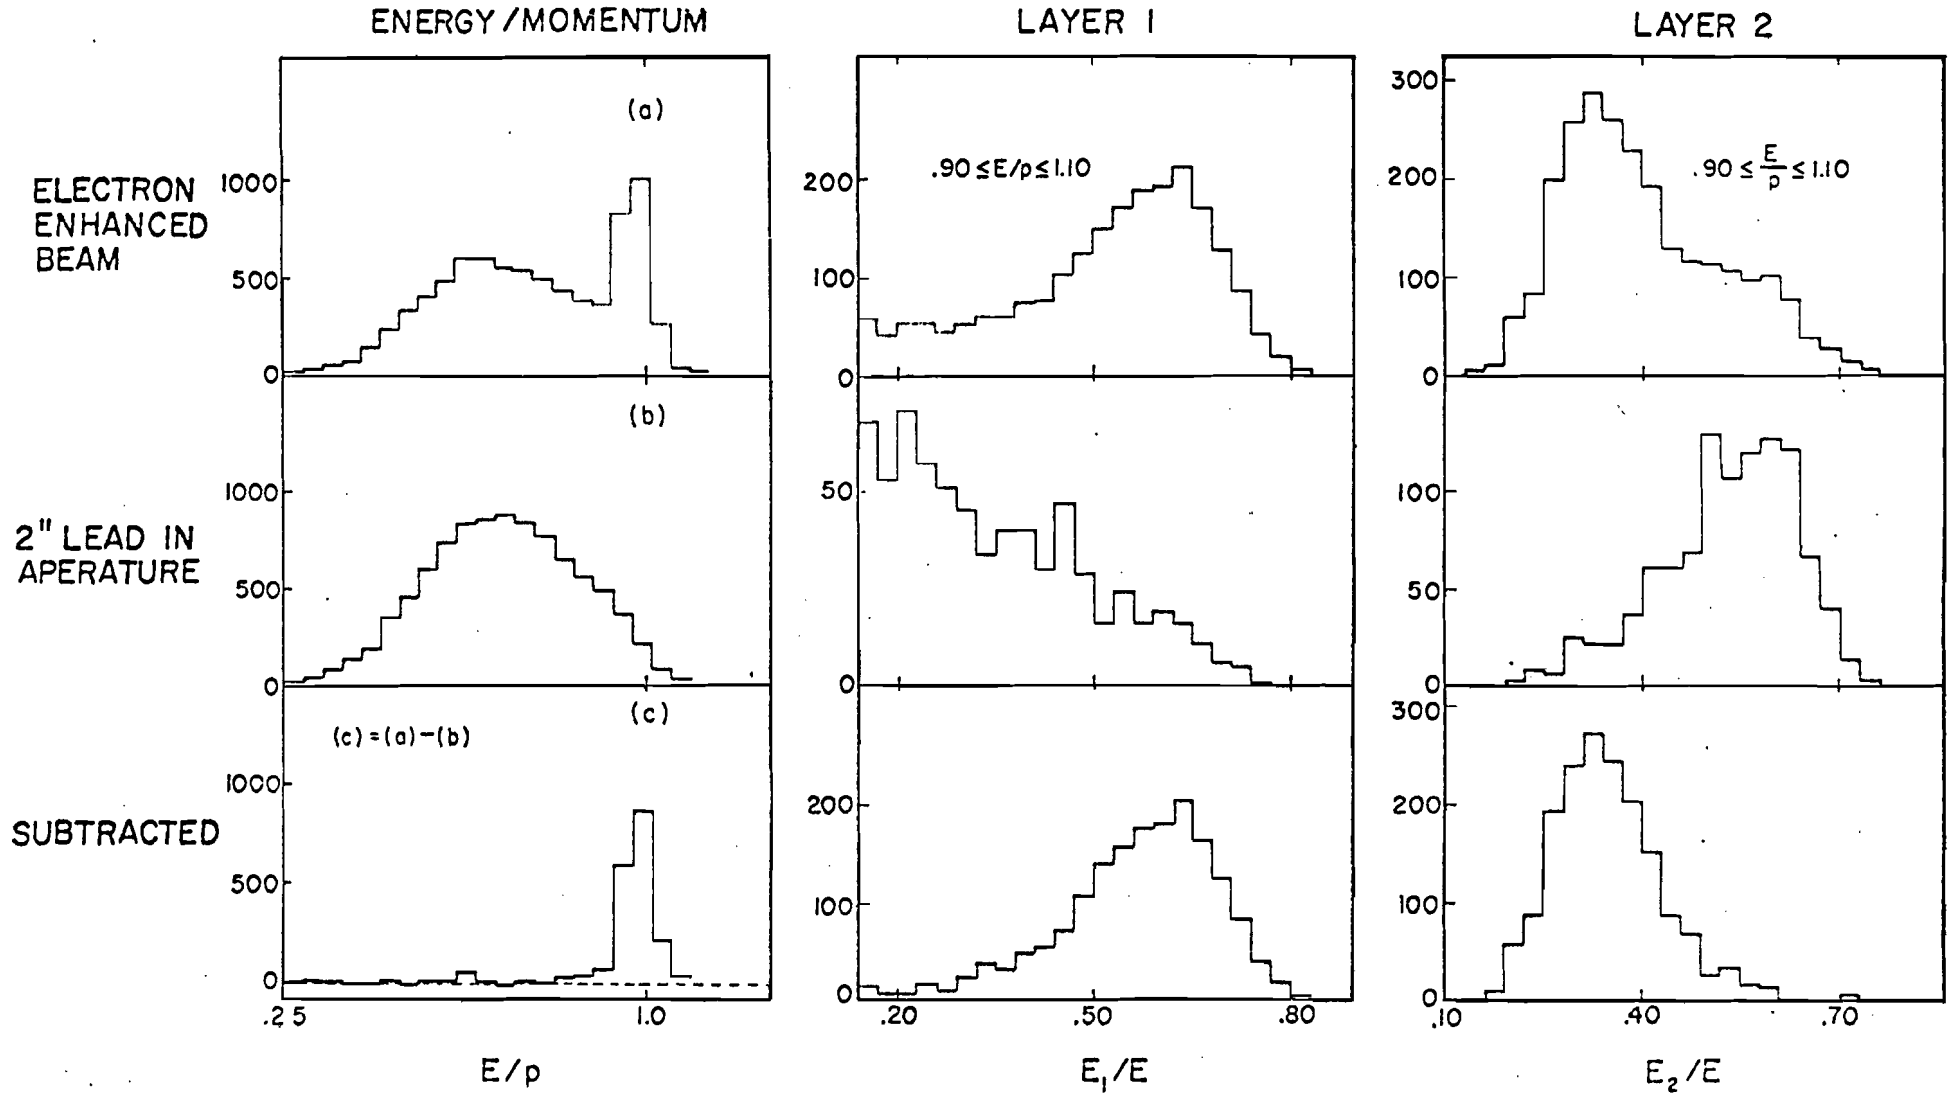 ENERGY/MOMENTUM
LAYER 1
LAYER 2
ELECTRON
ENHANCED
BEAM
(a)
1000
500
0
.90 ≤ E/p ≤ 1.10
200
100
0
300
200
100
0
.90 ≤ E/p ≤ 1.10
2" LEAD IN
APERATURE
(b)
1000
500
0
50
0
100
50
0
SUBTRACTED
(c)
(c) = (a) - (b)
1000
500
0
200
100
0
300
200
100
0
.25
1.0
.20
.50
.80
.10
.40
.70
E/p
E₁/E
E₂/E